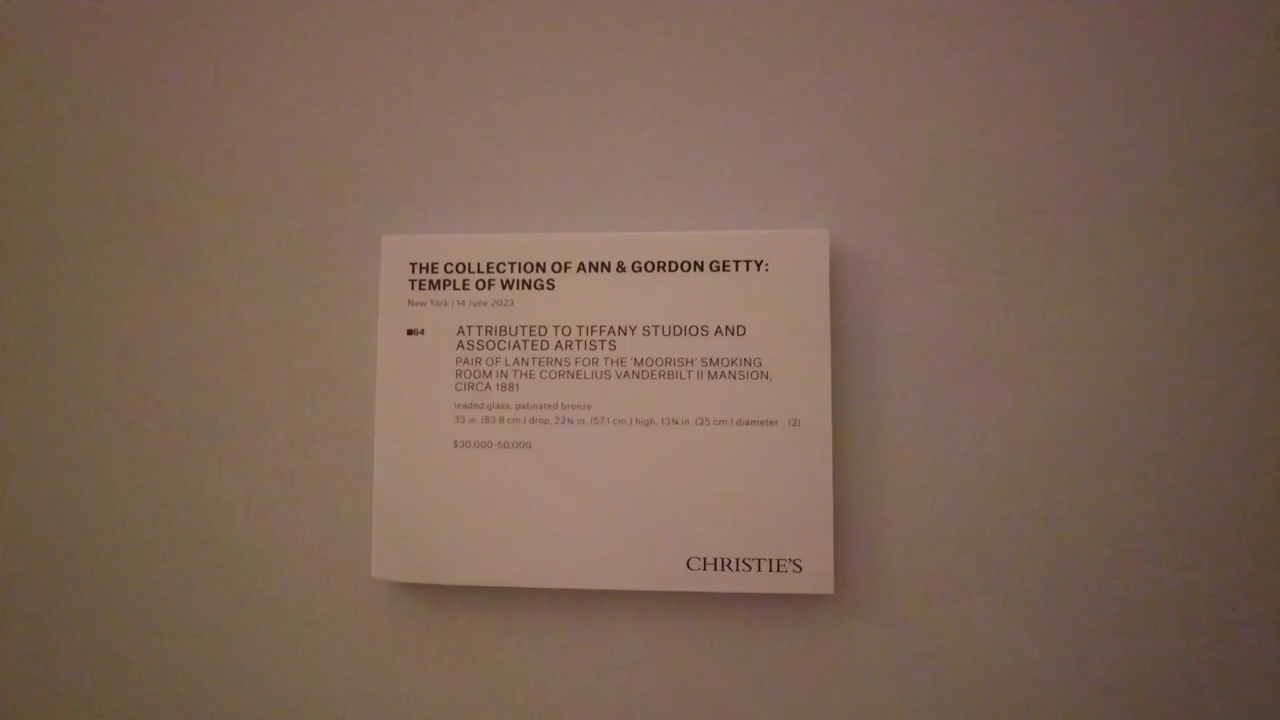 THE COLLECTION OF ANN & GORDON GETTY:
TEMPLE OF WINGS
New York | 14 June 2023
■64
ATTRIBUTED TO TIFFANY STUDIOS AND
ASSOCIATED ARTISTS
PAIR OF LANTERNS FOR THE 'MOORISH' SMOKING
ROOM IN THE CORNELIUS VANDERBILT II MANSION,
CIRCA 1881
leaded glass, patinated bronze
33 in. (83.8 cm.) drop, 22½ in. (57.1 cm.) high, 13¾ in. (35 cm.) diameter (2)
$30,000-50,000
CHRISTIE'S